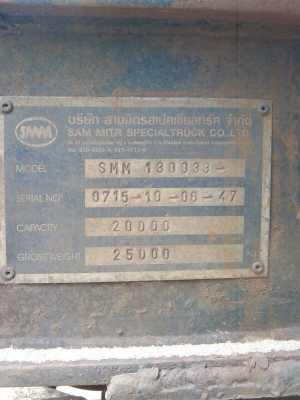 SMM
บริษัท สามมิตรสเปเชียลทรัค จำกัด
SAM MITR SPECIALTRUCK CO.,LTD.
MODEL SMM 130033-
SERIAL NO 0715-10-06-47
CAPACITY 20000
GROSS WEIGHT 25000